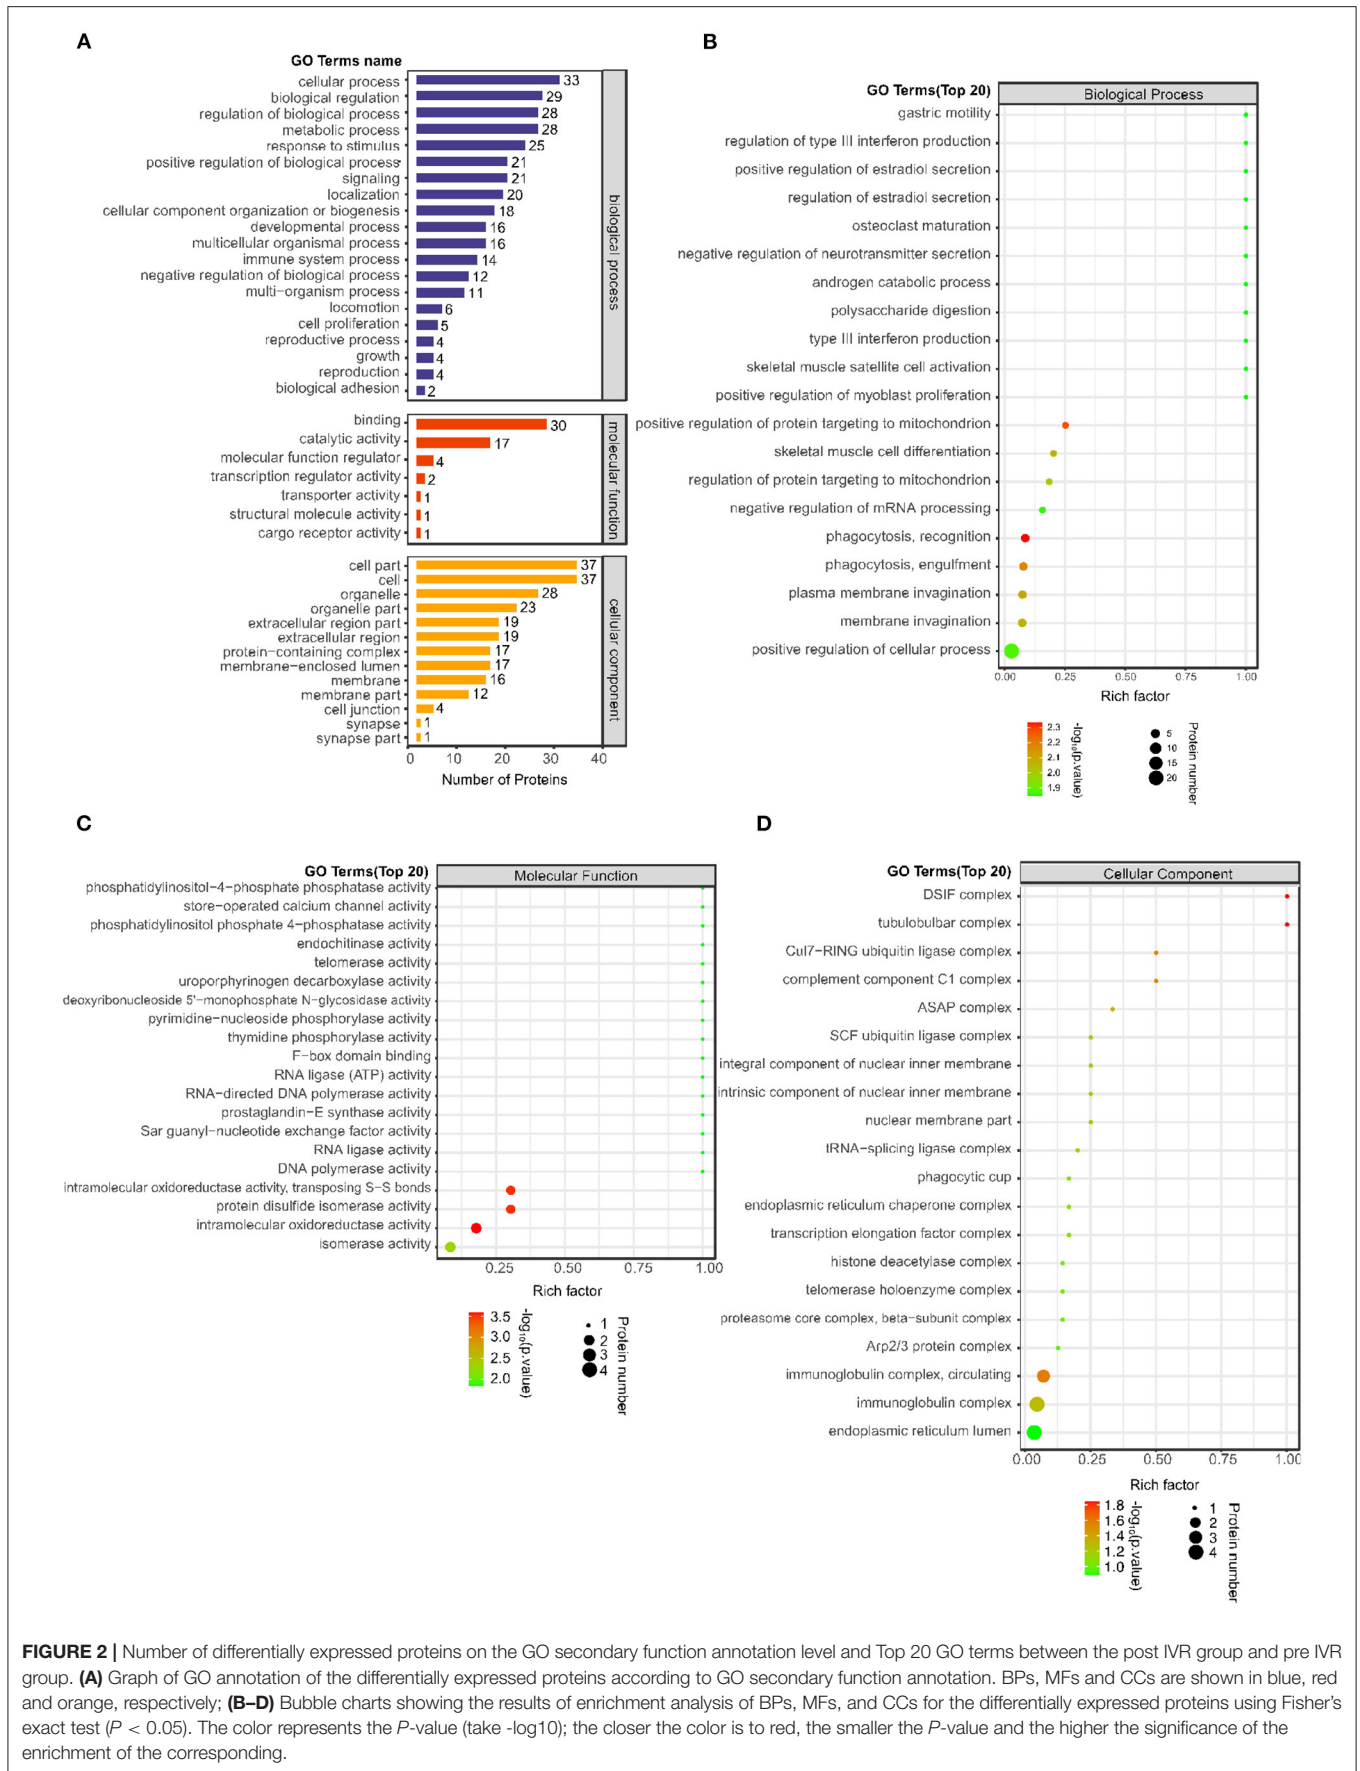 A
GO Terms name
cellular process 33
biological regulation 29
regulation of biological process 28
metabolic process 28
response to stimulus 25
positive regulation of biological process 21
signaling 21
localization 20
cellular component organization or biogenesis 18
developmental process 16
multicellular organismal process 16
immune system process 14
negative regulation of biological process 12
multi-organism process 11
locomotion 6
cell proliferation 5
reproductive process 4
growth 4
reproduction 4
biological adhesion 2
biological process
binding 30
catalytic activity 17
molecular function regulator 4
transcription regulator activity 2
transporter activity 1
structural molecule activity 1
cargo receptor activity 1
molecular function
cell part 37
cell 37
organelle 28
organelle part 23
extracellular region part 19
extracellular region 19
protein-containing complex 17
membrane-enclosed lumen 17
membrane 16
membrane part 12
cell junction 4
synapse 1
synapse part 1
cellular component
0 10 20 30 40
Number of Proteins
B
GO Terms(Top 20)
Biological Process
gastric motility
regulation of type III interferon production
positive regulation of estradiol secretion
regulation of estradiol secretion
osteoclast maturation
negative regulation of neurotransmitter secretion
androgen catabolic process
polysaccharide digestion
type III interferon production
skeletal muscle satellite cell activation
positive regulation of myoblast proliferation
positive regulation of protein targeting to mitochondrion
skeletal muscle cell differentiation
regulation of protein targeting to mitochondrion
negative regulation of mRNA processing
phagocytosis, recognition
phagocytosis, engulfment
plasma membrane invagination
membrane invagination
positive regulation of cellular process
0.00 0.25 0.50 0.75 1.00
Rich factor
2.3
2.2
2.1
2.0
1.9
-log10(p.value)
5
10
15
20
Protein number
C
GO Terms(Top 20)
Molecular Function
phosphatidylinositol-4-phosphate phosphatase activity
store-operated calcium channel activity
phosphatidylinositol phosphate 4-phosphatase activity
endochitinase activity
telomerase activity
uroporphyrinogen decarboxylase activity
deoxyribonucleoside 5'-monophosphate N-glycosidase activity
pyrimidine-nucleoside phosphorylase activity
thymidine phosphorylase activity
F-box domain binding
RNA ligase (ATP) activity
RNA-directed DNA polymerase activity
prostaglandin-E synthase activity
Sar guanyl-nucleotide exchange factor activity
RNA ligase activity
DNA polymerase activity
intramolecular oxidoreductase activity, transposing S-S bonds
protein disulfide isomerase activity
intramolecular oxidoreductase activity
isomerase activity
0.25 0.50 0.75 1.00
Rich factor
3.5
3.0
2.5
2.0
-log10(p.value)
1
2
3
4
Protein number
D
GO Terms(Top 20)
Cellular Component
DSIF complex
tubulobulbar complex
Cul7-RING ubiquitin ligase complex
complement component C1 complex
ASAP complex
SCF ubiquitin ligase complex
integral component of nuclear inner membrane
intrinsic component of nuclear inner membrane
nuclear membrane part
tRNA-splicing ligase complex
phagocytic cup
endoplasmic reticulum chaperone complex
transcription elongation factor complex
histone deacetylase complex
telomerase holoenzyme complex
proteasome core complex, beta-subunit complex
Arp2/3 protein complex
immunoglobulin complex, circulating
immunoglobulin complex
endoplasmic reticulum lumen
0.00 0.25 0.50 0.75 1.00
Rich factor
1.8
1.6
1.4
1.2
1.0
-log10(p.value)
1
2
3
4
Protein number
FIGURE 2 | Number of differentially expressed proteins on the GO secondary function annotation level and Top 20 GO terms between the post IVR group and pre IVR
group. (A) Graph of GO annotation of the differentially expressed proteins according to GO secondary function annotation. BPs, MFs and CCs are shown in blue, red
and orange, respectively; (B–D) Bubble charts showing the results of enrichment analysis of BPs, MFs, and CCs for the differentially expressed proteins using Fisher's
exact test (P < 0.05). The color represents the P-value (take -log10); the closer the color is to red, the smaller the P-value and the higher the significance of the
enrichment of the corresponding.